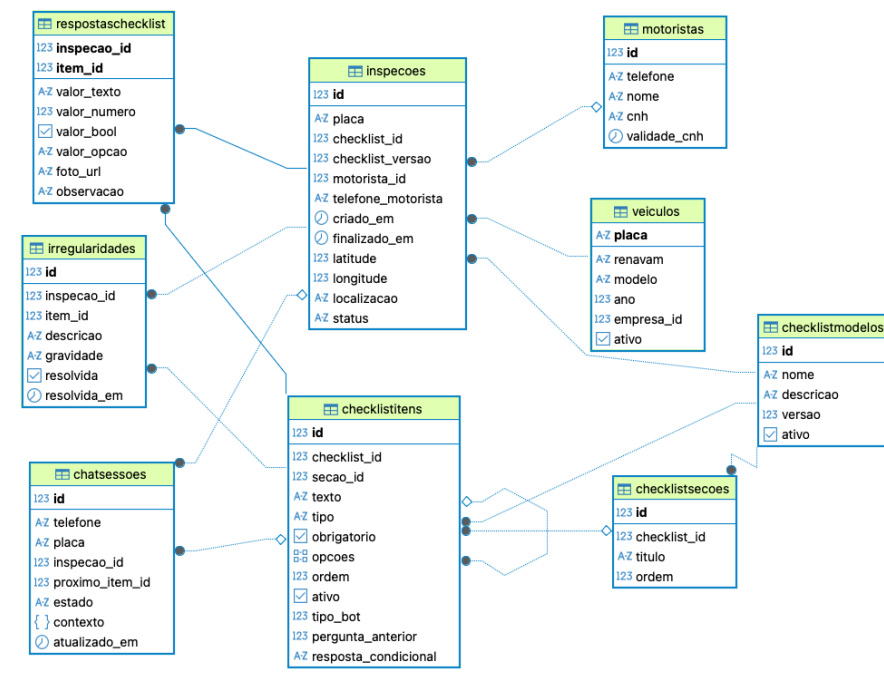 respostaschecklist
123 inspecao_id
123 item_id
A-Z valor_texto
123 valor_numero
valor_bool
A-Z valor_opcao
A-Z foto_url
A-Z observacao
inspecoes
123 id
A-Z placa
123 checklist_id
123 checklist_versao
123 motorista_id
A-Z telefone_motorista
criado_em
finalizado_em
123 latitude
123 longitude
A-Z localizacao
A-Z status
motoristas
123 id
A-Z telefone
A-Z nome
A-Z cnh
validade_cnh
veiculos
A-Z placa
A-Z renavam
A-Z modelo
123 ano
123 empresa_id
ativo
irregularidades
123 id
123 inspecao_id
123 item_id
A-Z descricao
A-Z gravidade
resolvida
resolvida_em
checklistmodelos
123 id
A-Z nome
A-Z descricao
123 versao
ativo
checklistitens
123 id
123 checklist_id
123 secao_id
A-Z texto
A-Z tipo
obrigatorio
opcoes
123 ordem
ativo
123 tipo_bot
123 pergunta_anterior
A-Z resposta_condicional
chatsessoes
123 id
A-Z telefone
A-Z placa
123 inspecao_id
123 proximo_item_id
A-Z estado
{ } contexto
atualizado_em
checklistsecoes
123 id
123 checklist_id
A-Z titulo
123 ordem